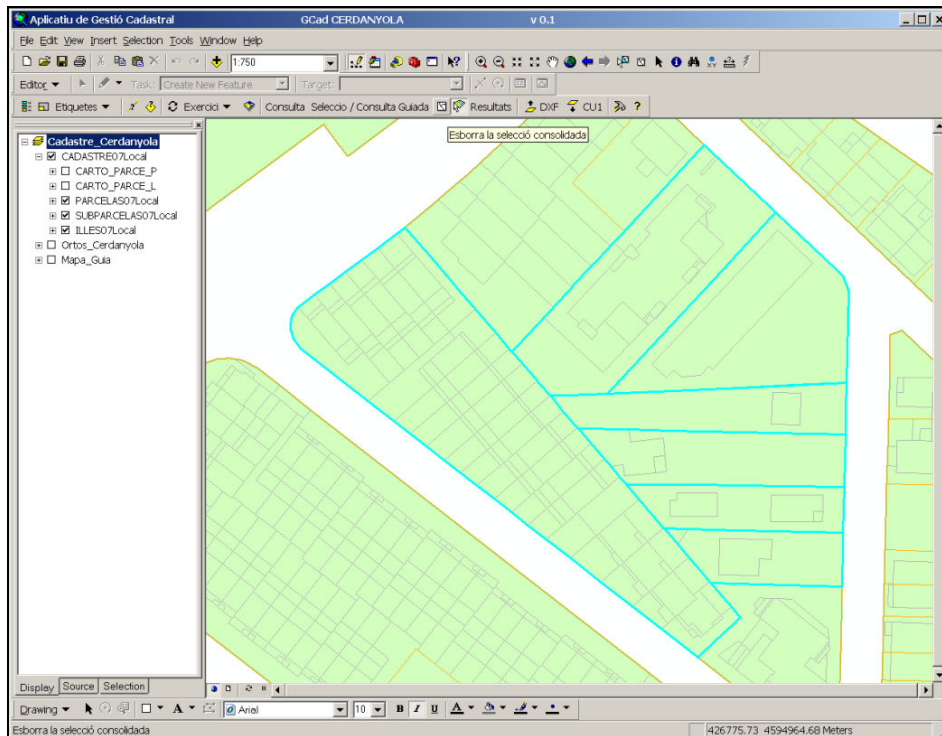 Aplicatiu de Gestió Cadastral GCad CERDANYOLA v 0.1
File Edit View Insert Selection Tools Window Help
1:750
Editor Task: Create New Feature Target:
Etiquetes Exercici Consulta Seleccio / Consulta Guiada Resultats DXF CU1
Esborra la selecció consolidada
Cadastre_Cerdanyola
CADASTRE07Local
CARTO_PARCE_P
CARTO_PARCE_L
PARCELAS07Local
SUBPARCELAS07Local
ILLES07Local
Ortos_Cerdanyola
Mapa_Guia
Display Source Selection
Drawing A Arial 10 B I U A
Esborra la selecció consolidada 426775.73 4594964.68 Meters